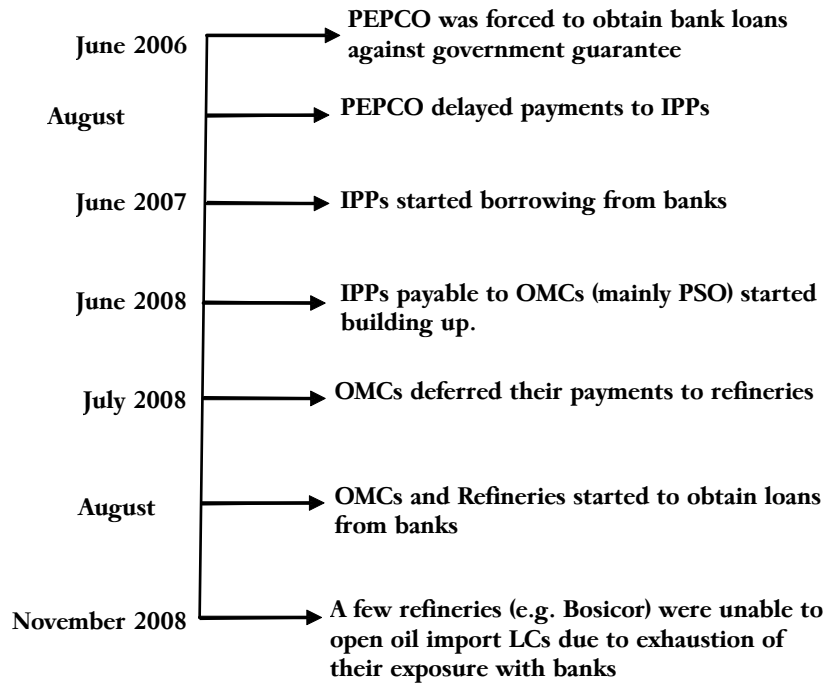 June 2006
PEPCO was forced to obtain bank loans
against government guarantee
August
PEPCO delayed payments to IPPs
June 2007
IPPs started borrowing from banks
June 2008
IPPs payable to OMCs (mainly PSO) started
building up.
July 2008
OMCs deferred their payments to refineries
August
OMCs and Refineries started to obtain loans
from banks
November 2008
A few refineries (e.g. Bosicor) were unable to
open oil import LCs due to exhaustion of
their exposure with banks